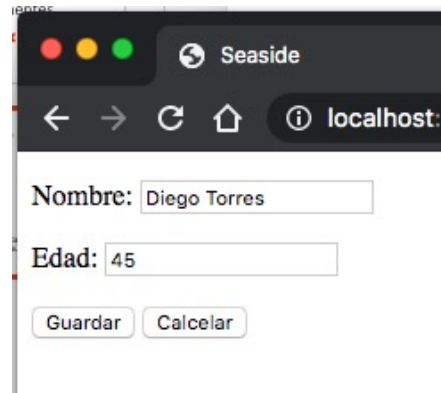 Seaside
localhost:
Nombre: Diego Torres
Edad: 45
Guardar Calcelar